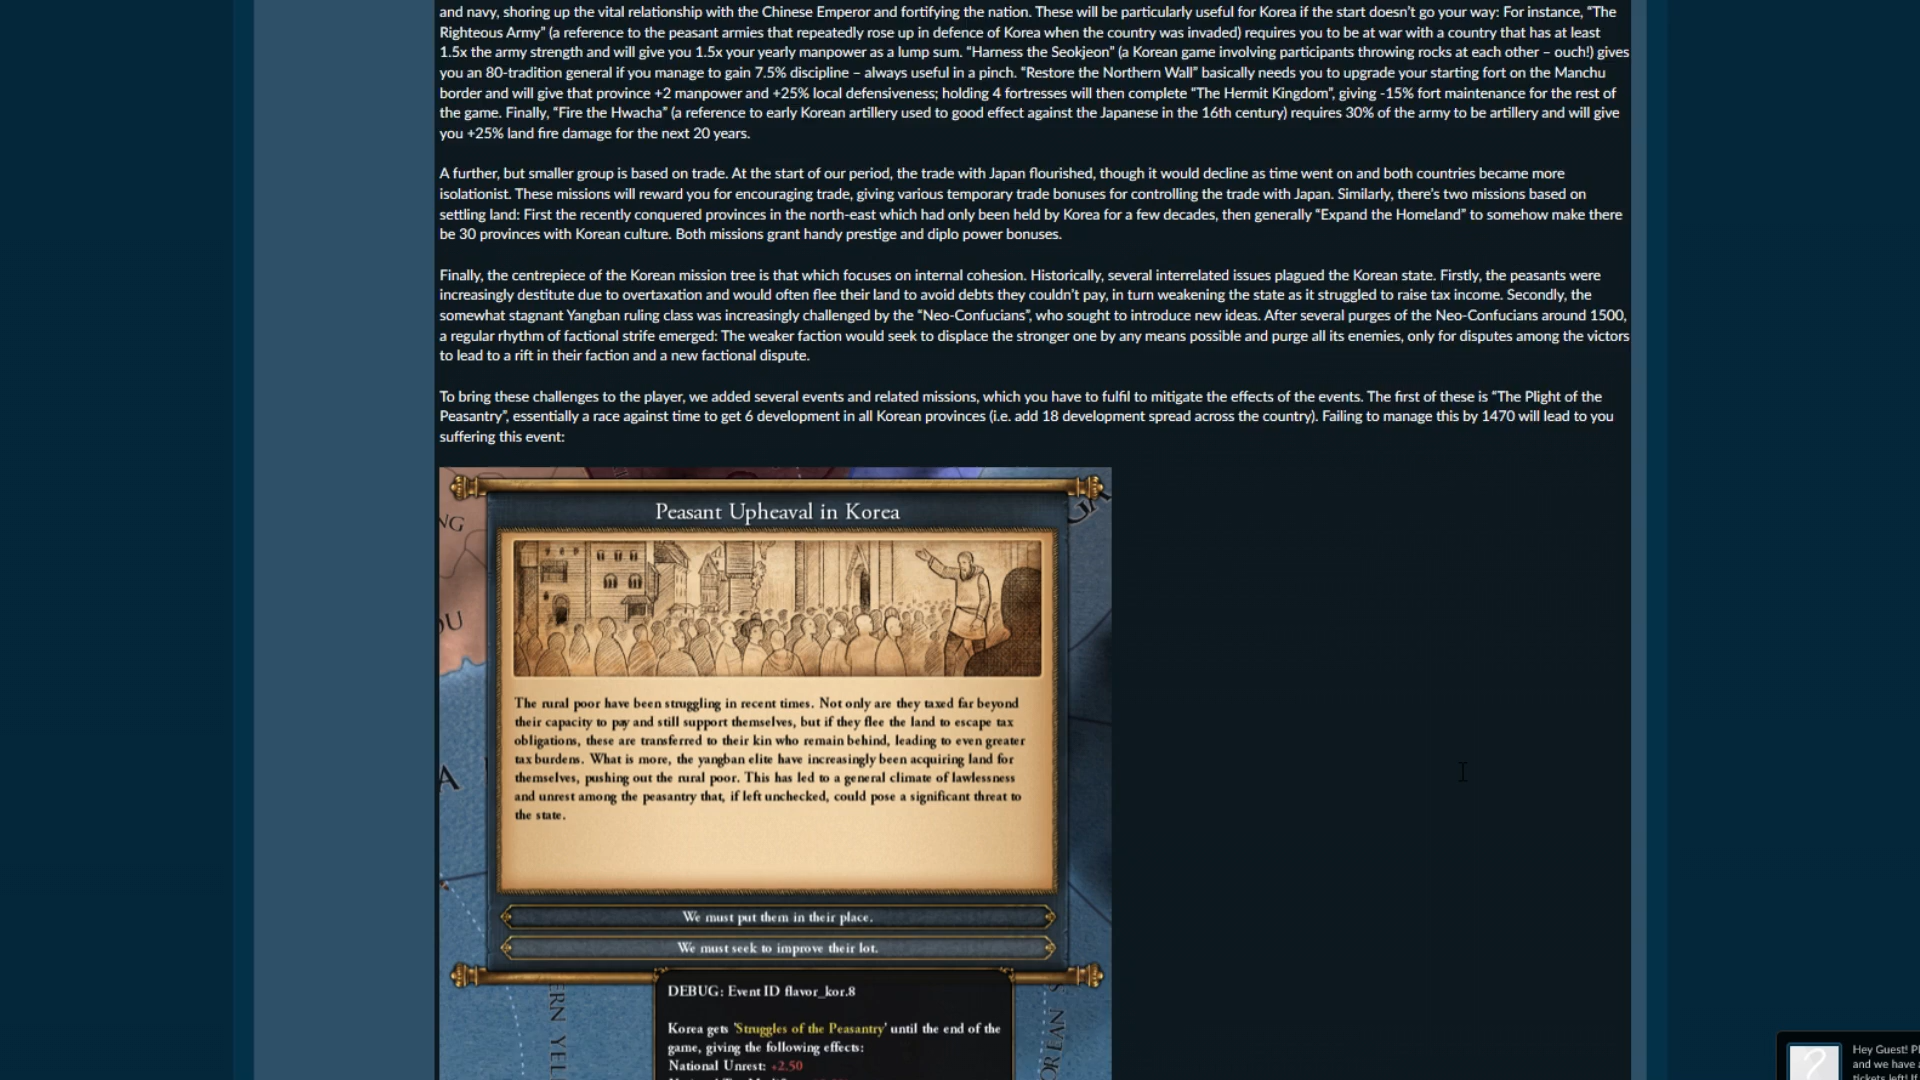 and navy, shoring up the vital relationship with the Chinese Emperor and fortifying the nation. These will be particularly useful for Korea if the start doesn’t go your way: For instance, “The
Righteous Army” (a reference to the peasant armies that repeatedly rose up in defence of Korea when the country was invaded) requires you to be at war with a country that has at least
1.5x the army strength and will give you 1.5x your yearly manpower as a lump sum. “Harness the Seokjeon” (a Korean game involving participants throwing rocks at each other – ouch!) gives
you an 80-tradition general if you manage to gain 7.5% discipline – always useful in a pinch. “Restore the Northern Wall” basically needs you to upgrade your starting fort on the Manchu
border and will give that province +2 manpower and +25% local defensiveness; holding 4 fortresses will then complete “The Hermit Kingdom”, giving -15% fort maintenance for the rest of
the game. Finally, “Fire the Hwacha” (a reference to early Korean artillery used to good effect against the Japanese in the 16th century) requires 30% of the army to be artillery and will give
you +25% land fire damage for the next 20 years.
A further, but smaller group is based on trade. At the start of our period, the trade with Japan flourished, though it would decline as time went on and both countries became more
isolationist. These missions will reward you for encouraging trade, giving various temporary trade bonuses for controlling the trade with Japan. Similarly, there’s two missions based on
settling land: First the recently conquered provinces in the north-east which had only been held by Korea for a few decades, then generally “Expand the Homeland” to somehow make there
be 30 provinces with Korean culture. Both missions grant handy prestige and diplo power bonuses.
Finally, the centrepiece of the Korean mission tree is that which focuses on internal cohesion. Historically, several interrelated issues plagued the Korean state. Firstly, the peasants were
increasingly destitute due to overtaxation and would often flee their land to avoid debts they couldn’t pay, in turn weakening the state as it struggled to raise tax income. Secondly, the
somewhat stagnant Yangban ruling class was increasingly challenged by the “Neo-Confucians”, who sought to introduce new ideas. After several purges of the Neo-Confucians around 1500,
a regular rhythm of factional strife emerged: The weaker faction would seek to displace the stronger one by any means possible and purge all its enemies, only for disputes among the victors
to lead to a rift in their faction and a new factional dispute.
To bring these challenges to the player, we added several events and related missions, which you have to fulfil to mitigate the effects of the events. The first of these is “The Plight of the
Peasantry”, essentially a race against time to get 6 development in all Korean provinces (i.e. add 18 development spread across the country). Failing to manage this by 1470 will lead to you
suffering this event:
Peasant Upheaval in Korea
NG
OU
A
The rural poor have been struggling in recent times. Not only are they taxed far beyond
their capacity to pay and still support themselves, but if they flee the land to escape tax
obligations, these are transferred to their kin who remain behind, leading to even greater
tax burdens. What is more, the yangban elite have increasingly been acquiring land for
themselves, pushing out the rural poor. This has led to a general climate of lawlessness
and unrest among the peasantry that, if left unchecked, could pose a significant threat to
the state.
We must put them in their place.
We must seek to improve their lot.
ERN YEL
OREAN S
DEBUG: Event ID flavor_kor.8
Korea gets 'Struggles of the Peasantry' until the end of the
game, giving the following effects:
National Unrest: +2.50
Hey Guest! Pl
and we have a